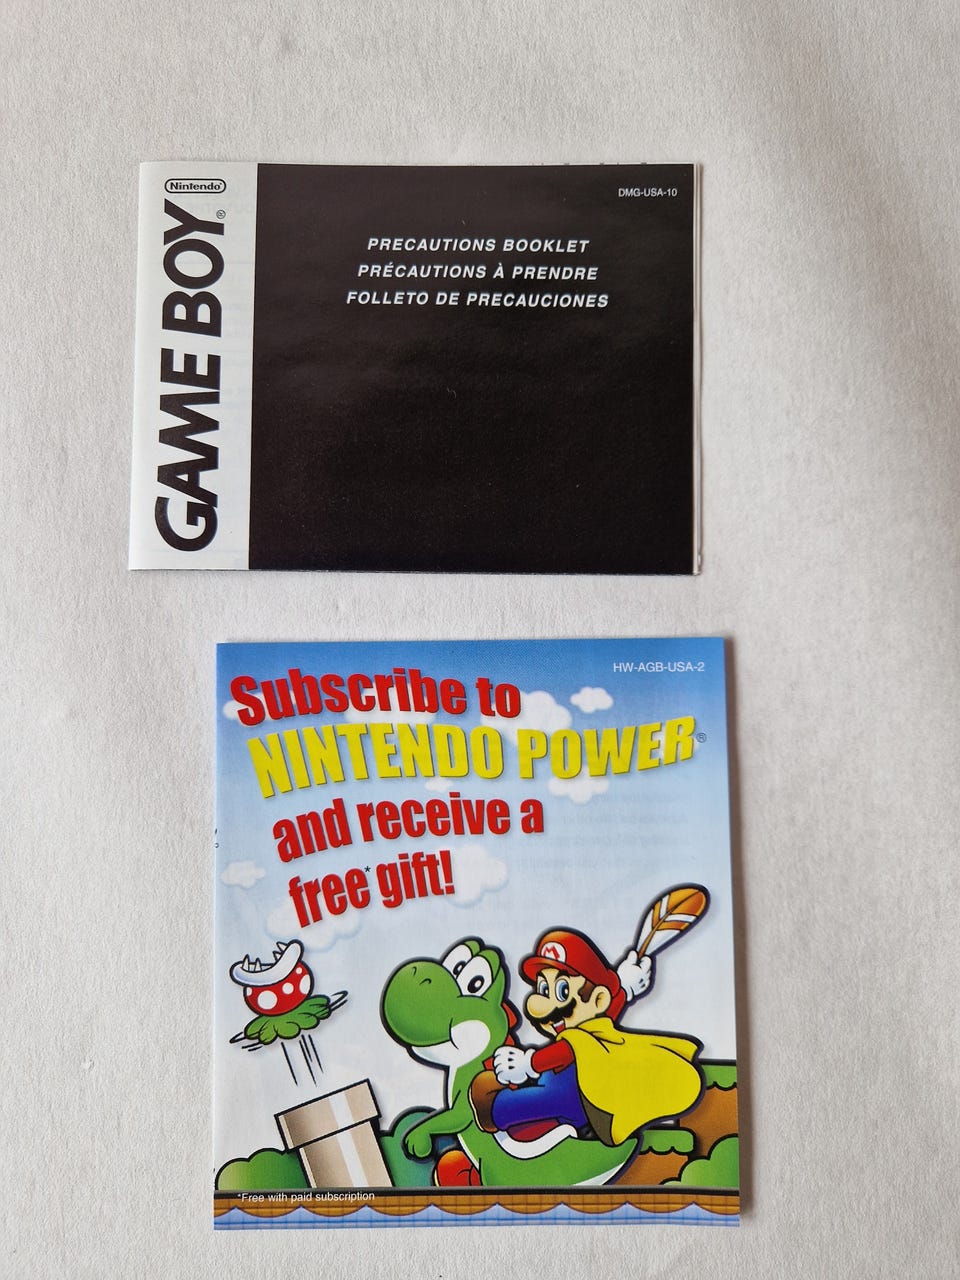 Nintendo®
GAME BOY®
DMG-USA-10
PRECAUTIONS BOOKLET
PRÉCAUTIONS À PRENDRE
FOLLETO DE PRECAUCIONES
HW-AGB-USA-2
Subscribe to
NINTENDO POWER®
and receive a
free* gift!
M
*Free with paid subscription